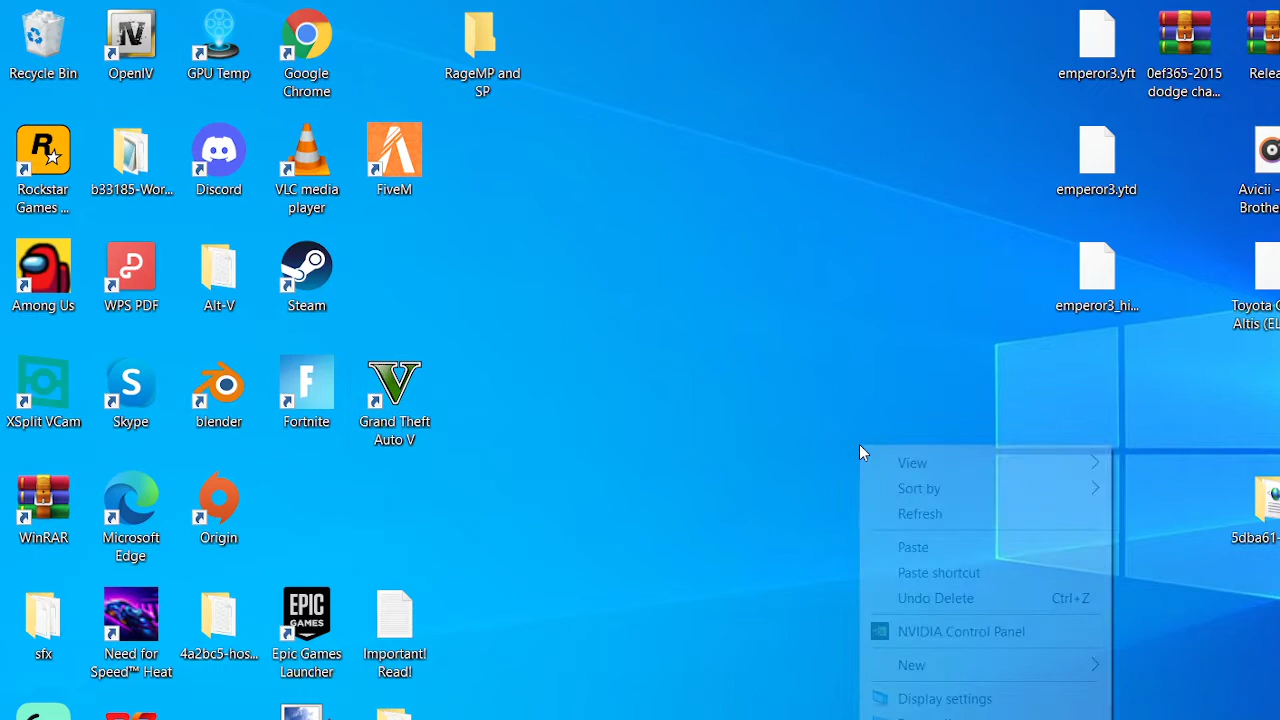 Recycle Bin
OpenIV
GPU Temp
Google
Chrome
RageMP and
SP
emperor3.yft
0ef365-2015
dodge cha...
Relea
Rockstar
Games ...
b33185-Wor...
Discord
VLC media
player
FiveM
emperor3.ytd
Avicii -
Brothe
Among Us
WPS PDF
Alt-V
Steam
emperor3_hi...
Toyota C
Altis (EL
XSplit VCam
Skype
blender
Fortnite
Grand Theft
Auto V
WinRAR
Microsoft
Edge
Origin
5dba61-
sfx
Need for
Speed™ Heat
4a2bc5-hos...
EPIC
GAMES
Epic Games
Launcher
Important!
Read!
View
Sort by
Refresh
Paste
Paste shortcut
Undo Delete Ctrl+Z
NVIDIA Control Panel
New
Display settings